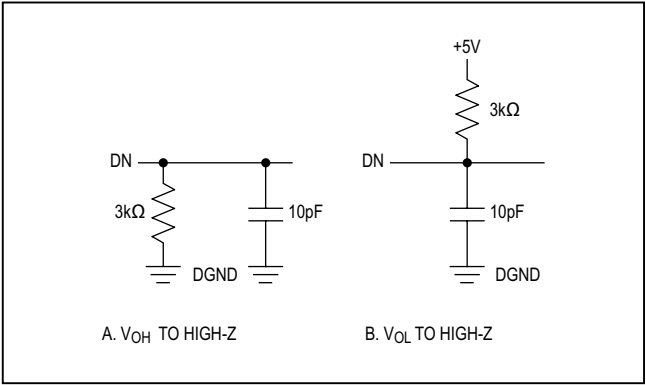 +5V
3kΩ
DN
DN
3kΩ
10pF
10pF
DGND
DGND
A. VOH TO HIGH-Z
B. VOL TO HIGH-Z